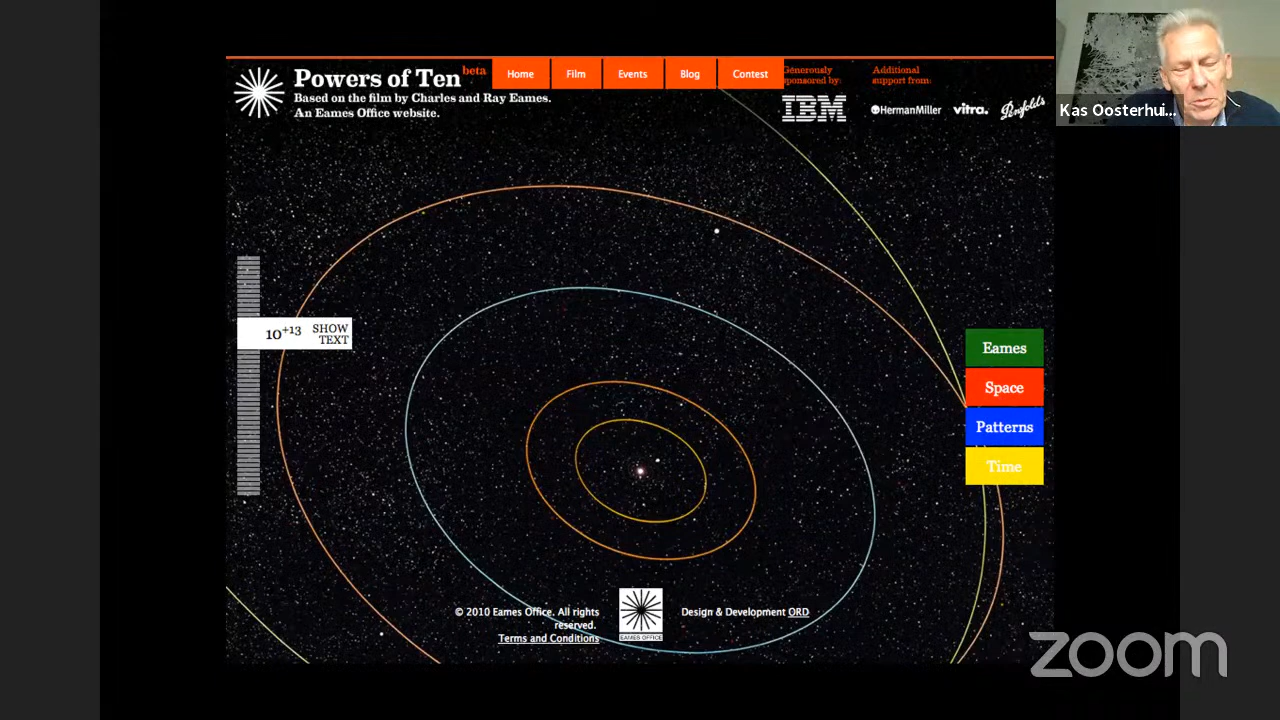 Powers of Ten beta
Based on the film by Charles and Ray Eames.
An Eames Office website.
Home Film Events Blog Contest
Generously
sponsored by:
IBM
Additional
support from:
HermanMiller vitra. Penfolds
Kas Oosterhui...
10+13 SHOW
TEXT
Eames
Space
Patterns
Time
© 2010 Eames Office. All rights
reserved.
Terms and Conditions
EAMES OFFICE
Design & Development ORD
zoom